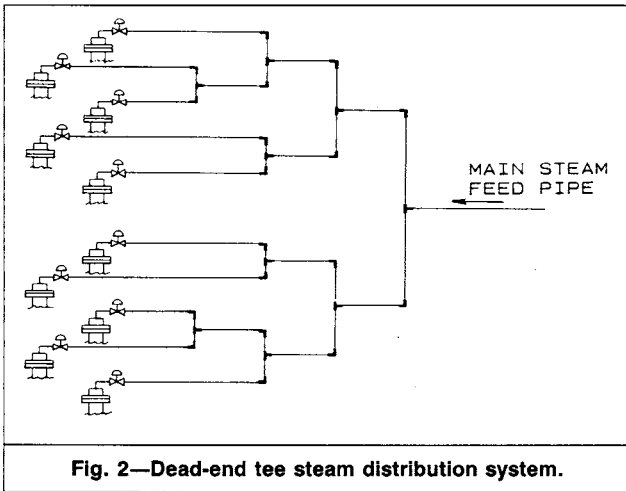 MAIN STEAM
FEED PIPE
Fig. 2—Dead-end tee steam distribution system.